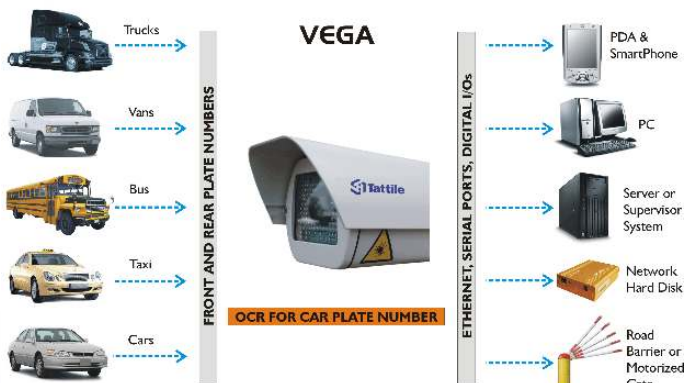 VEGA
Trucks
Vans
Bus
Taxi
Cars
FRONT AND REAR PLATE NUMBERS
Tattile
OCR FOR CAR PLATE NUMBER
ETHERNET, SERIAL PORTS, DIGITAL I/Os
PDA &
SmartPhone
PC
Server or
Supervisor
System
Network
Hard Disk
Road
Barrier or
Motorized